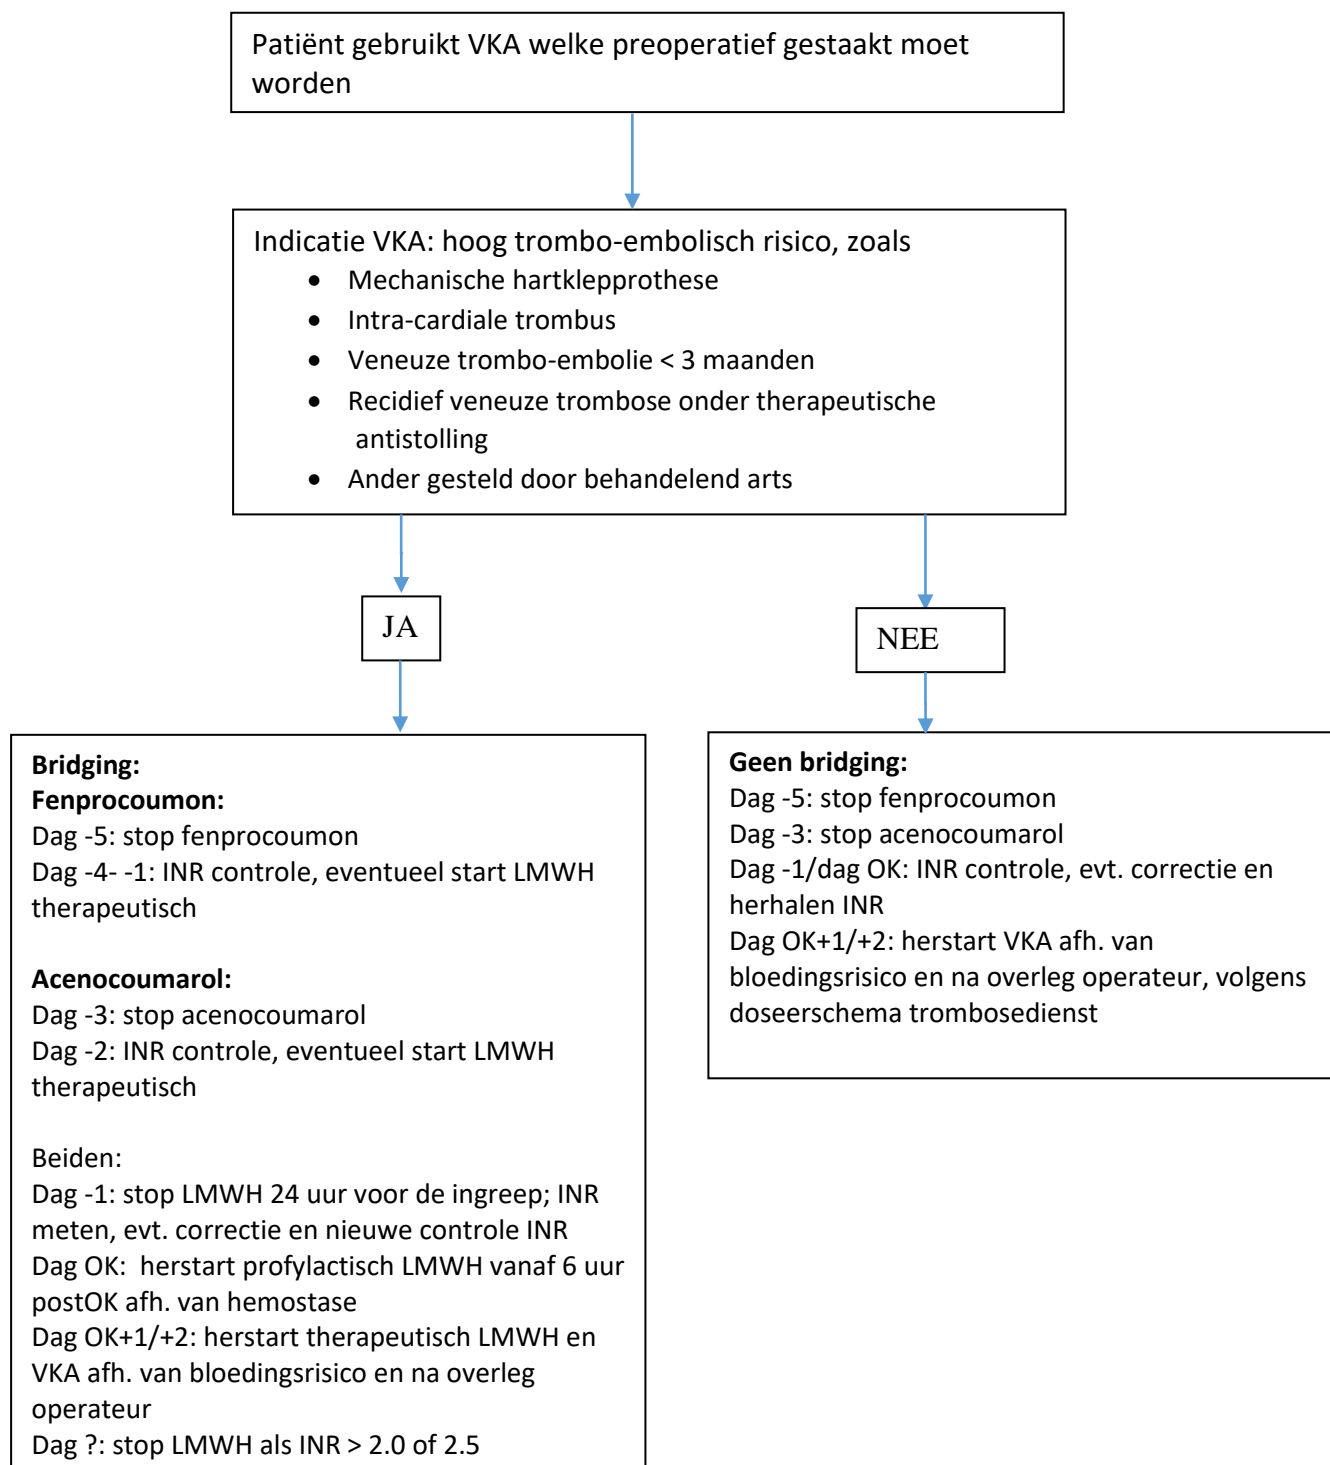 Patiënt gebruikt VKA welke preoperatief gestaakt moet
worden
Indicatie VKA: hoog trombo-embolisch risico, zoals
• Mechanische hartklepprothese
• Intra-cardiale trombus
• Veneuze trombo-embolie < 3 maanden
• Recidief veneuze trombose onder therapeutische
antistolling
• Ander gesteld door behandelend arts
JA
NEE
Bridging:
Fenprocoumon:
Dag -5: stop fenprocoumon
Dag -4- -1: INR controle, eventueel start LMWH
therapeutisch
Acenocoumarol:
Dag -3: stop acenocoumarol
Dag -2: INR controle, eventueel start LMWH
therapeutisch
Beiden:
Dag -1: stop LMWH 24 uur voor de ingreep; INR
meten, evt. correctie en nieuwe controle INR
Dag OK:  herstart profylactisch LMWH vanaf 6 uur
postOK afh. van hemostase
Dag OK+1/+2: herstart therapeutisch LMWH en
VKA afh. van bloedingsrisico en na overleg
operateur
Dag ?: stop LMWH als INR > 2.0 of 2.5
Geen bridging:
Dag -5: stop fenprocoumon
Dag -3: stop acenocoumarol
Dag -1/dag OK: INR controle, evt. correctie en
herhalen INR
Dag OK+1/+2: herstart VKA afh. van
bloedingsrisico en na overleg operateur, volgens
doseerschema trombosedienst